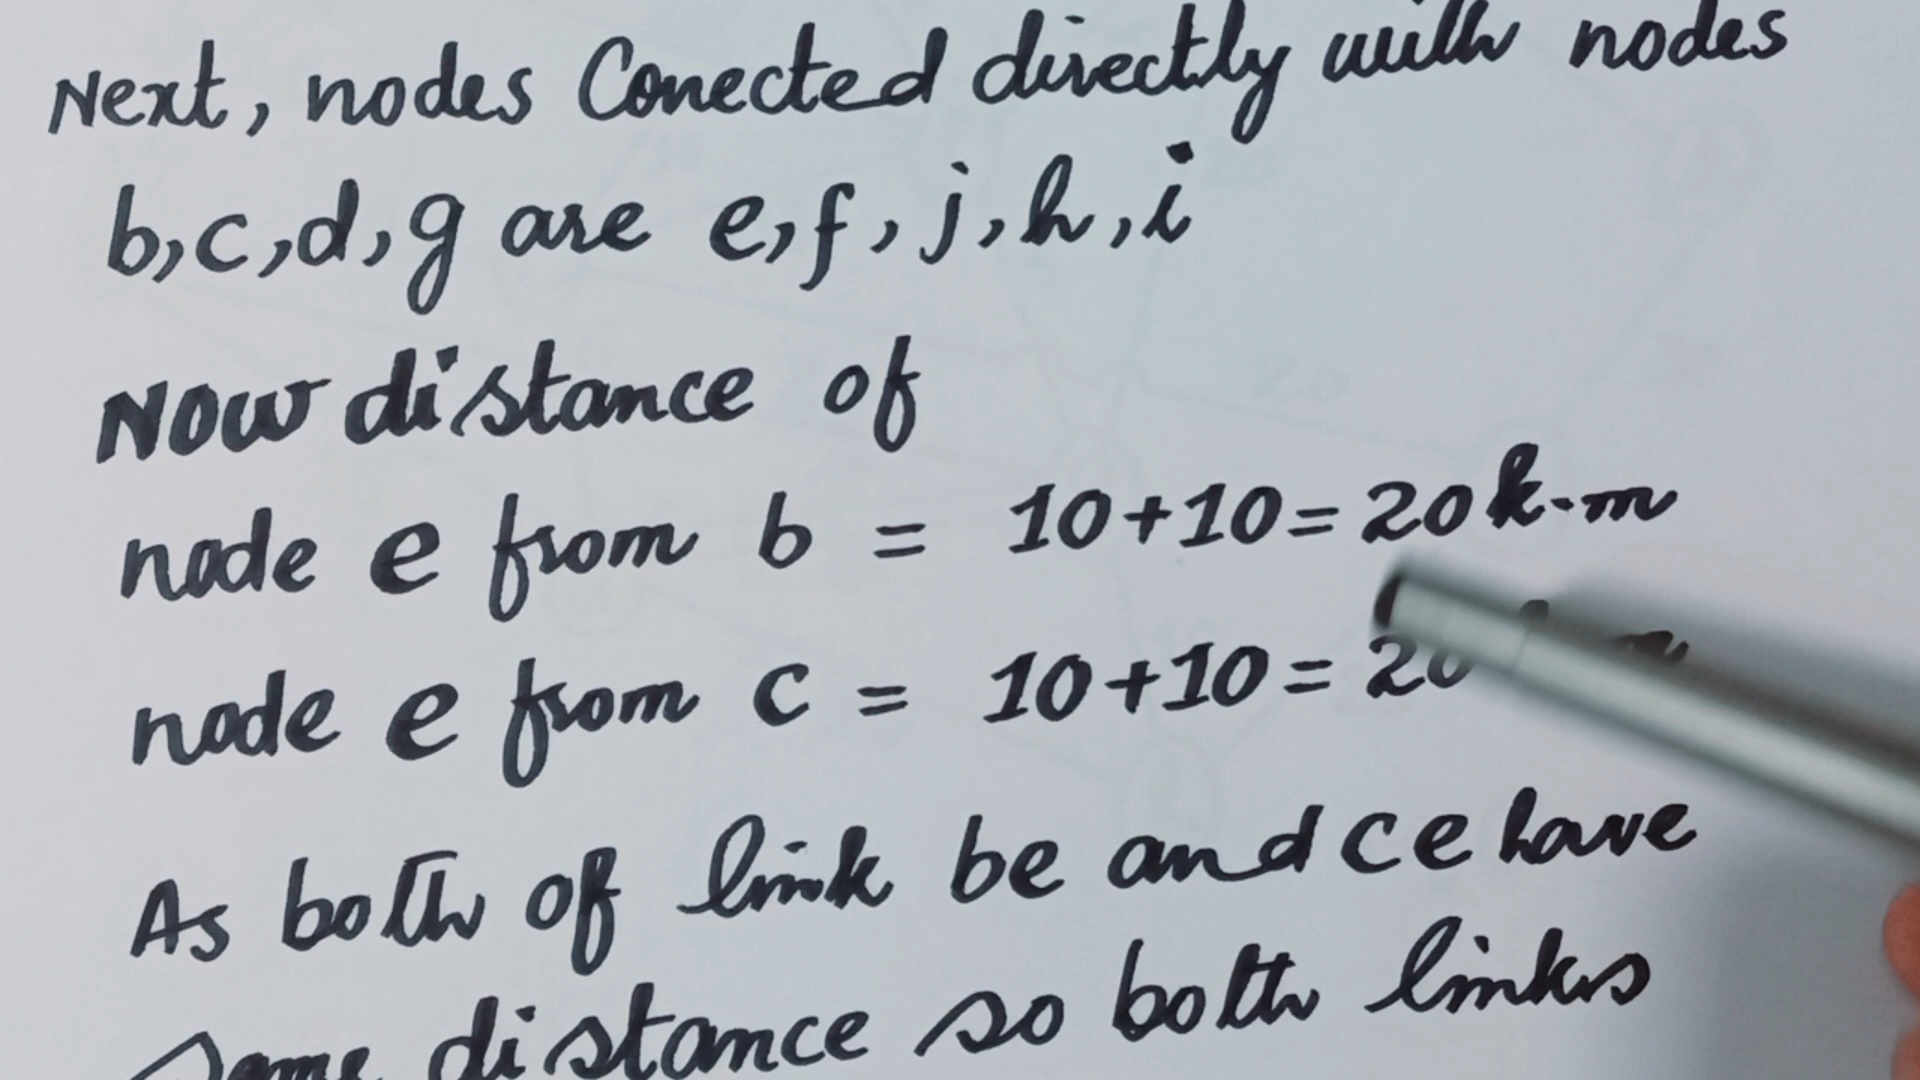 Next, nodes Conected directly with nodes
b,c,d,g are e,f,j,h,i
Now distance of
node e from b = 10+10=20k.m
node e from c = 10+10=20
As both of link be and ce have
Same distance so both links